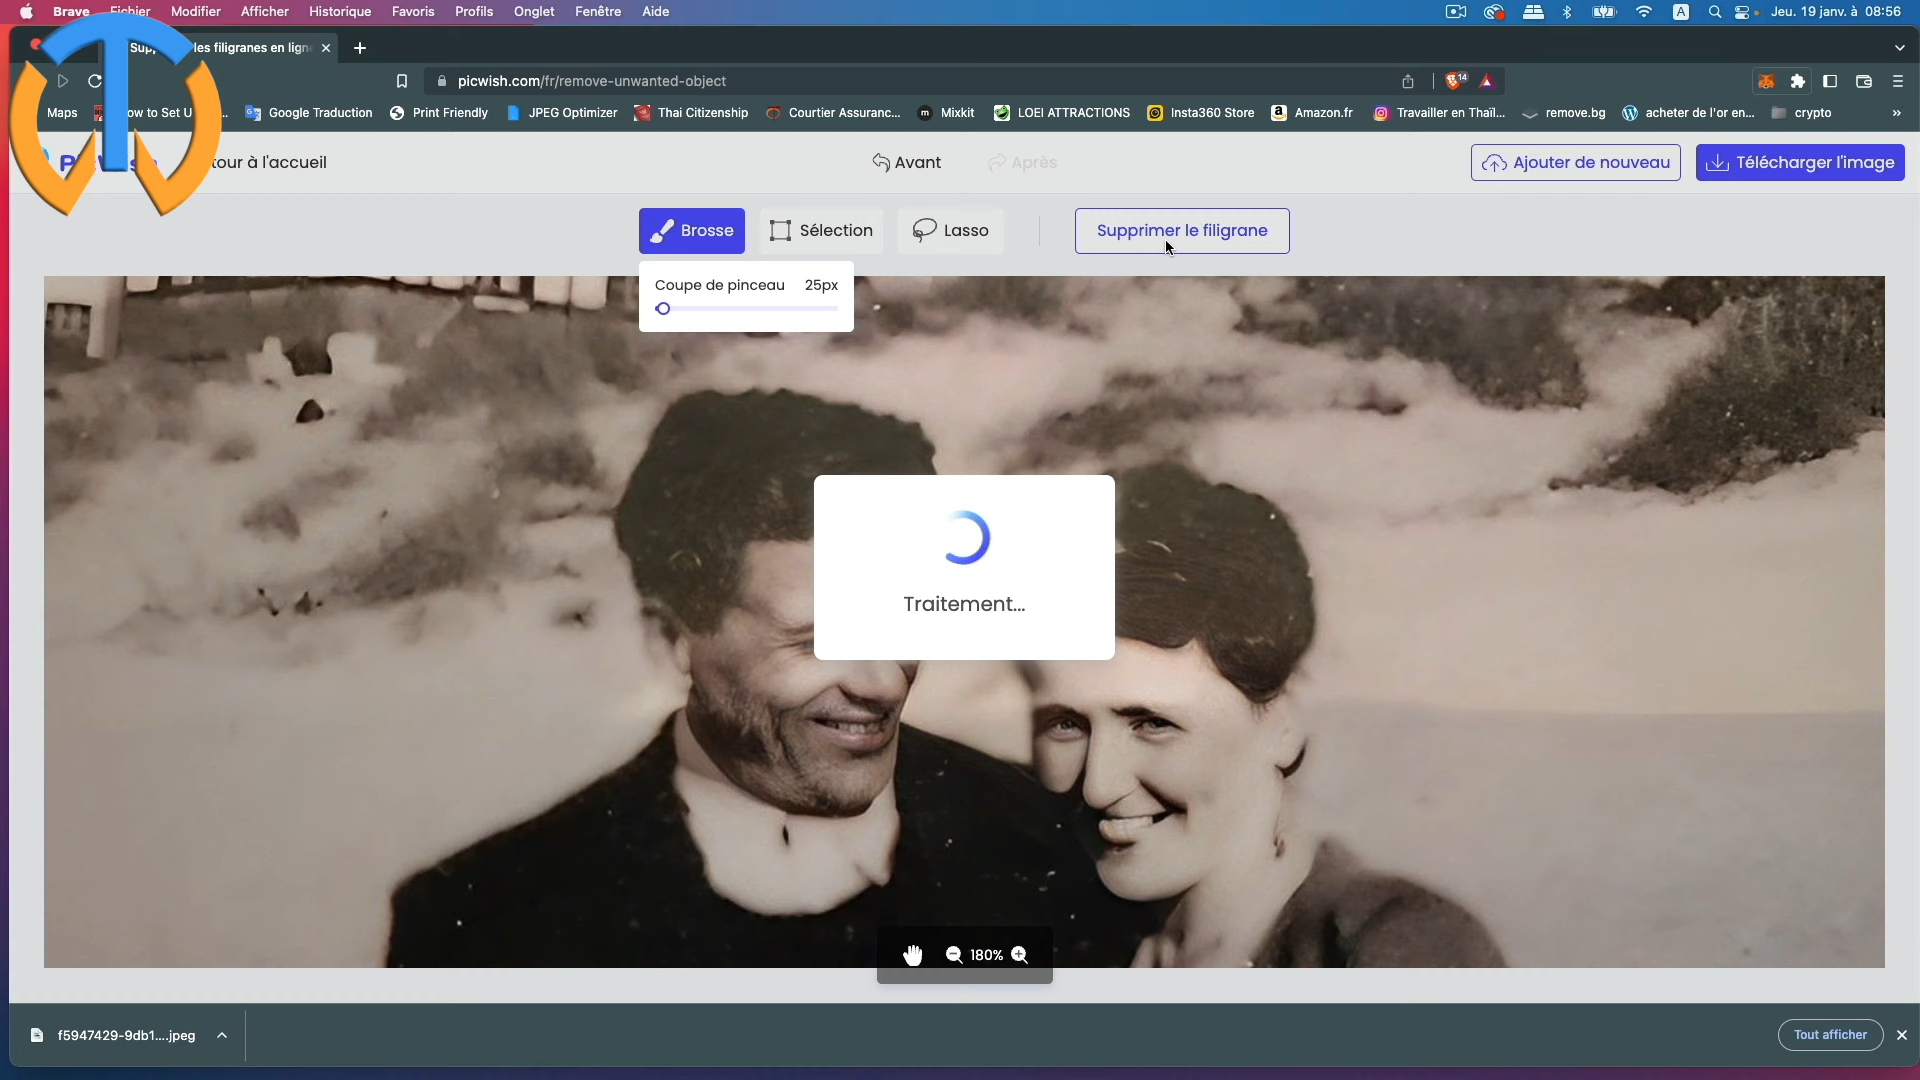 Brave Fichier Modifier Afficher Historique Favoris Profils Onglet Fenêtre Aide A Jeu. 19 janv. à 08:56
les filigranes en lign
picwish.com/fr/remove-unwanted-object 14
Maps ow to Set U... Google Traduction Print Friendly JPEG Optimizer Thai Citizenship Courtier Assuranc... Mixkit LOEI ATTRACTIONS Insta360 Store Amazon.fr Travailler en Thaïl... remove.bg acheter de l'or en... crypto »
tour à l'accueil Avant Après Ajouter de nouveau Télécharger l'image
Brosse Sélection Lasso Supprimer le filigrane
Coupe de pinceau 25px
Traitement...
180%
f5947429-9db1....jpeg Tout afficher